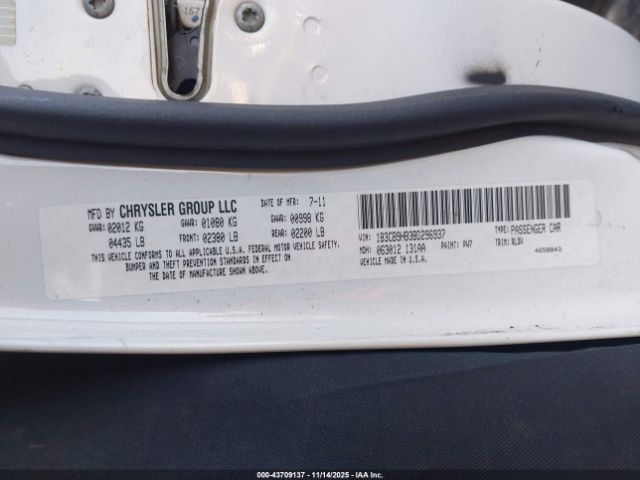 167
MFD BY CHRYSLER GROUP LLC DATE OF MFR: 7-11
GVWR: 02012 KG GAWR: 01080 KG GAWR: 00998 KG
04435 LB FRONT: 02380 LB REAR: 02200 LB
THIS VEHICLE CONFORMS TO ALL APPLICABLE U.S.A. FEDERAL MOTOR VEHICLE SAFETY,
BUMPER AND THEFT PREVENTION STANDARDS IN EFFECT ON
THE DATE OF MANUFACTURE SHOWN ABOVE.
VIN: 1B3CB9HB3BD296937 TYPE: PASSENGER CAR
MDH: 063012 131AA PAINT: PW7 TRIM: RLDV
VEHICLE MADE IN U.S.A. 4658843
000-43709137 - 11/14/2025 - IAA, Inc.